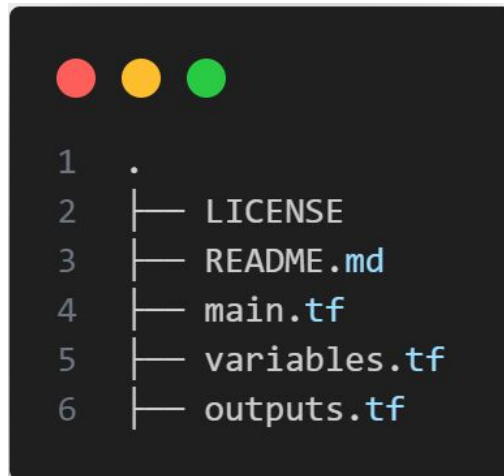 1 .
2 ├── LICENSE
3 ├── README.md
4 ├── main.tf
5 ├── variables.tf
6 ├── outputs.tf